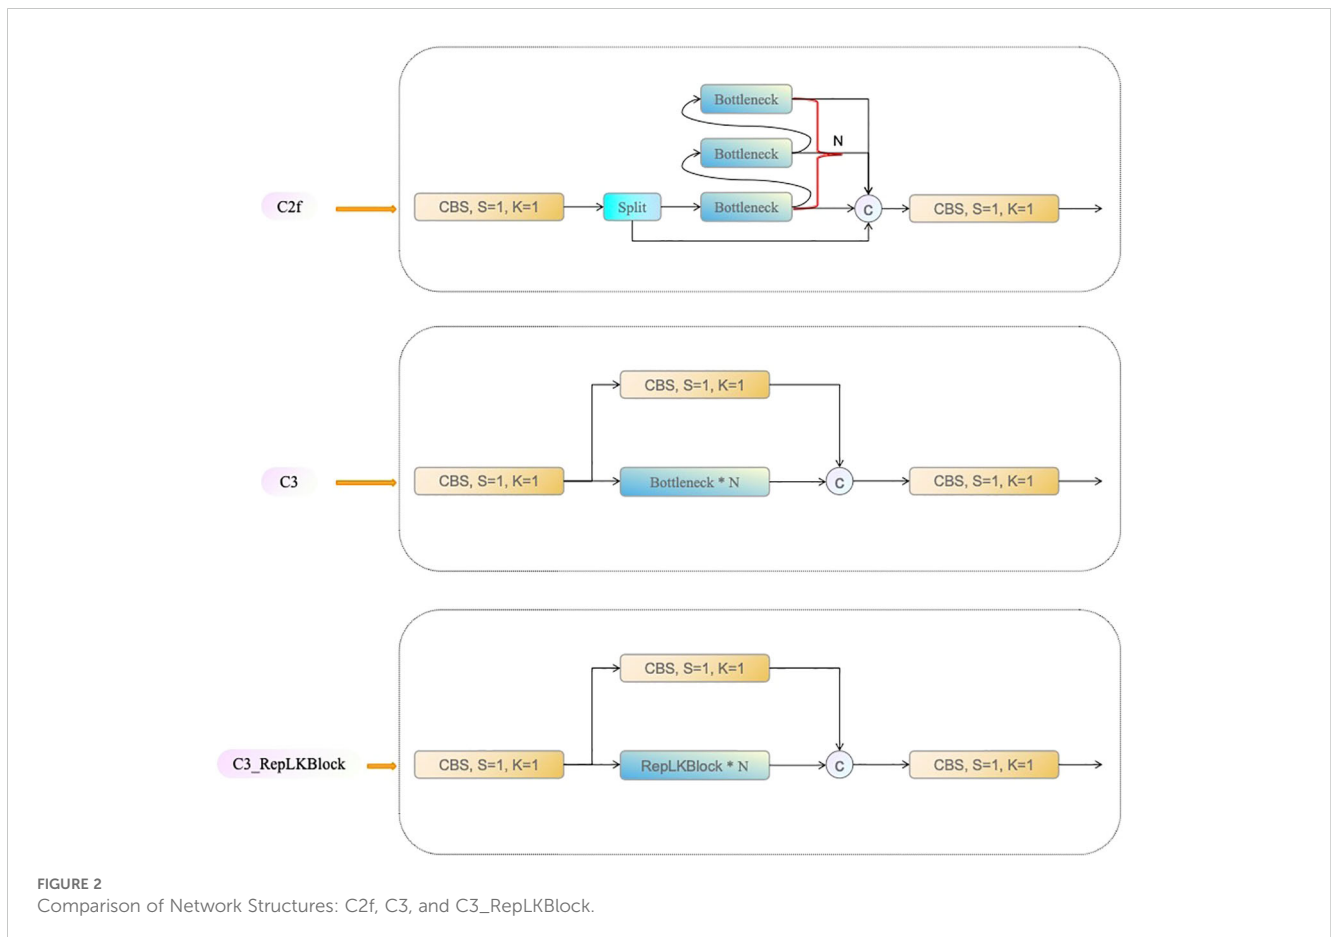 Bottleneck
N
Bottleneck
C2f
CBS, S=1, K=1
Split
Bottleneck
C
CBS, S=1, K=1
CBS, S=1, K=1
C3
CBS, S=1, K=1
Bottleneck * N
C
CBS, S=1, K=1
CBS, S=1, K=1
C3_RepLKBlock
CBS, S=1, K=1
RepLKBlock * N
C
CBS, S=1, K=1
FIGURE 2
Comparison of Network Structures: C2f, C3, and C3_RepLKBlock.